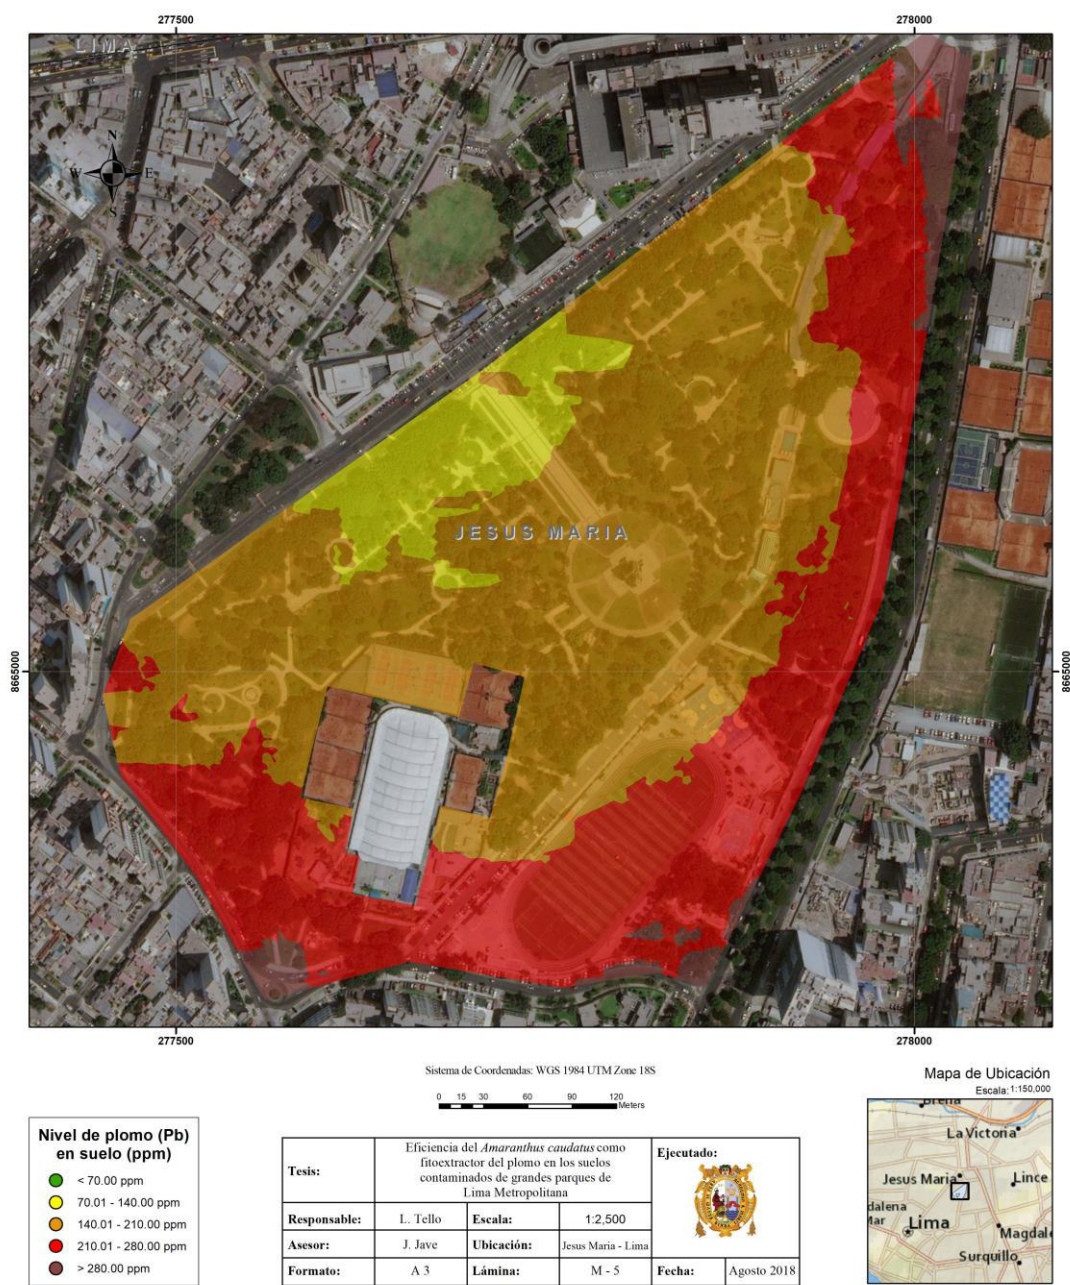 277500
278000
LIMA
N
W
E
S
JESUS MARIA
8665000
8665000
277500
278000
Sistema de Coordenadas: WGS 1984 UTM Zone 18S
0 15 30 60 90 120
Meters
Mapa de Ubicación
Escala: 1:150,000
Breña
La Victoria
Jesus Maria
Lince
dalena
Mar
Lima
Magdale
Surquillo
Nivel de plomo (Pb)
en suelo (ppm)
< 70.00 ppm
70.01 - 140.00 ppm
140.01 - 210.00 ppm
210.01 - 280.00 ppm
> 280.00 ppm
Tesis:
Eficiencia del Amaranthus caudatus como
fitoextractor del plomo en los suelos
contaminados de grandes parques de
Lima Metropolitana
Ejecutado:
Responsable: L. Tello Escala: 1:2,500
Asesor: J. Jave Ubicación: Jesus Maria - Lima
Formato: A 3 Lámina: M - 5 Fecha: Agosto 2018